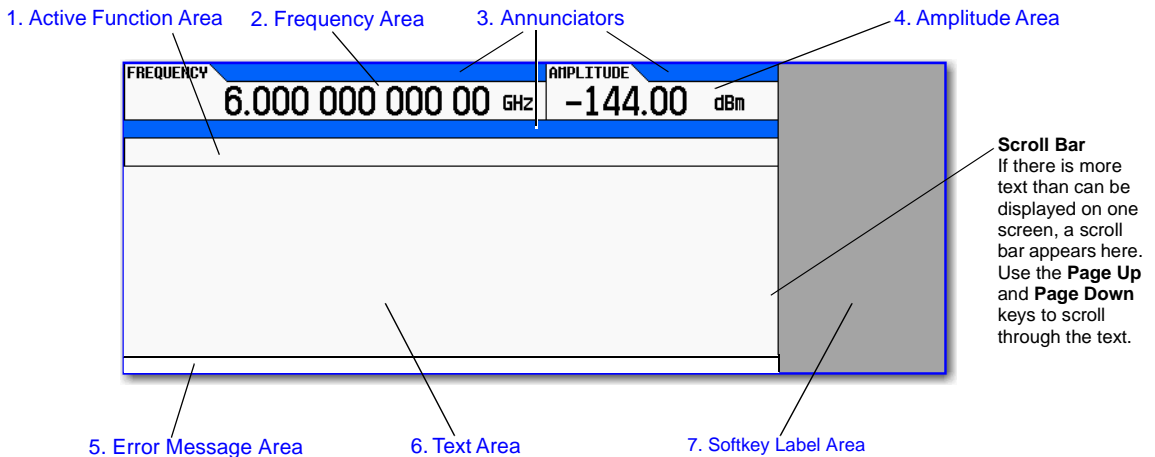 1. Active Function Area
2. Frequency Area
3. Annunciators
4. Amplitude Area
FREQUENCY
AMPLITUDE
6.000 000 000 00 GHz
-144.00 dBm
Scroll Bar
If there is more
text than can be
displayed on one
screen, a scroll
bar appears here.
Use the Page Up
and Page Down
keys to scroll
through the text.
5. Error Message Area
6. Text Area
7. Softkey Label Area